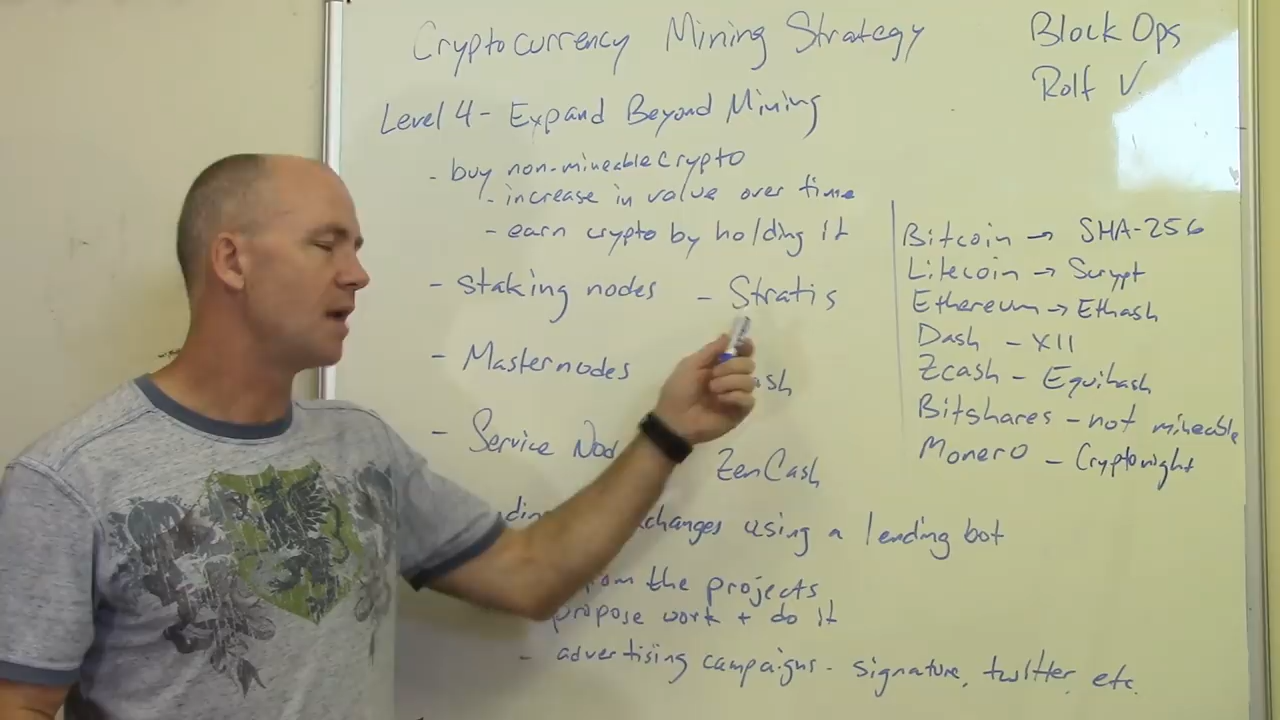 Cryptocurrency Mining Strategy
Block Ops
Rolf V.
Level 4 - Expand Beyond Mining
- buy non-mineable crypto
- increase in value over time
- earn crypto by holding it
- staking nodes - Stratis
- Masternodes
- Service
ZenCash
using a lending bot
the projects
propose work + do it
- advertising campaigns - signature, twitter, etc.
Bitcoin → SHA-256
Litecoin → Scrypt
Ethereum → Ethash
Dash - X11
Zcash - Equihash
Bitshares - not mineable
Monero - Cryptonight